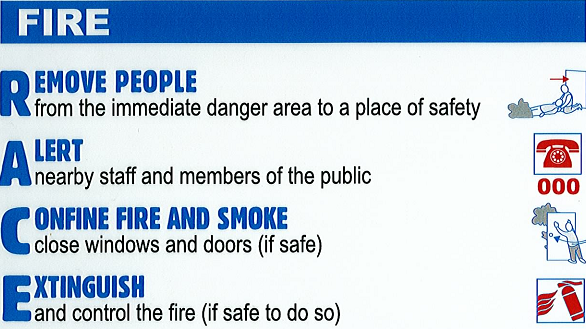 FIRE
REMOVE PEOPLE
from the immediate danger area to a place of safety
ALERT
nearby staff and members of the public
000
CONFINE FIRE AND SMOKE
close windows and doors (if safe)
EXTINGUISH
and control the fire (if safe to do so)